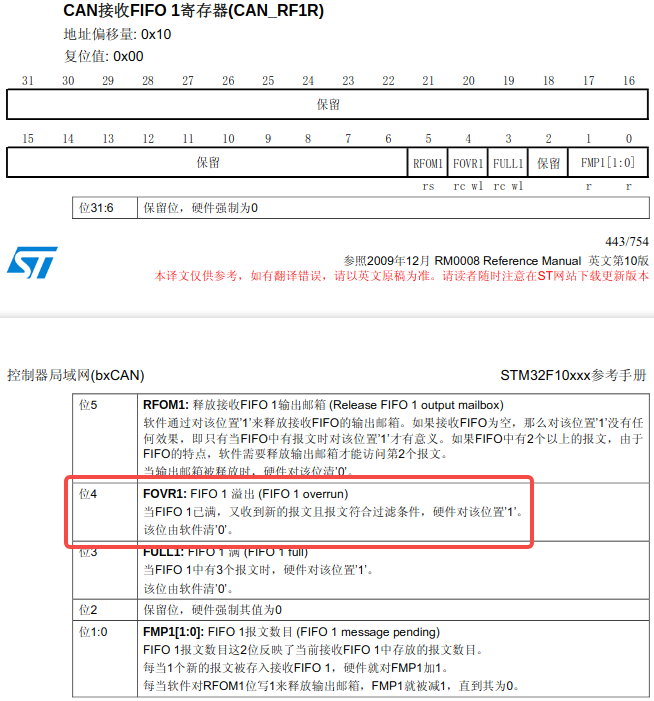 CAN接收FIFO 1寄存器(CAN_RF1R)
地址偏移量: 0x10
复位值: 0x00
31 30 29 28 27 26 25 24 23 22 21 20 19 18 17 16
保留
15 14 13 12 11 10 9 8 7 6 5 4 3 2 1 0
保留 RFOM1 FOVR1 FULL1 保留 FMP1[1:0]
rs rc w1 rc w1 r r
位31:6 保留位，硬件强制为0
443/754
ST
参照2009年12月 RM0008 Reference Manual 英文第10版
本译文仅供参考，如有翻译错误，请以英文原稿为准。请读者随时注意在ST网站下载更新版本
控制器局域网(bxCAN) STM32F10xxx参考手册
位5 RFOM1: 释放接收FIFO 1输出邮箱 (Release FIFO 1 output mailbox)
软件通过对该位置’1’来释放接收FIFO的输出邮箱。如果接收FIFO为空，那么对该位置’1’没有任
何效果，即只有当FIFO中有报文时对该位置’1’才有意义。如果FIFO中有2个以上的报文，由于
FIFO的特点，软件需要释放输出邮箱才能访问第2个报文。
当输出邮箱被释放时，硬件对该位清’0’。
位4 FOVR1: FIFO 1 溢出 (FIFO 1 overrun)
当FIFO 1已满，又收到新的报文且报文符合过滤条件，硬件对该位置’1’。
该位由软件清’0’。
位3 FULL1: FIFO 1 满 (FIFO 1 full)
当FIFO 1中有3个报文时，硬件对该位置’1’。
该位由软件清’0’。
位2 保留位，硬件强制其值为0
位1:0 FMP1[1:0]: FIFO 1报文数目 (FIFO 1 message pending)
FIFO 1报文数目这2位反映了当前接收FIFO 1中存放的报文数目。
每当1个新的报文被存入接收FIFO 1，硬件就对FMP1加1。
每当软件对RFOM1位写1来释放输出邮箱，FMP1就被减1，直到其为0。